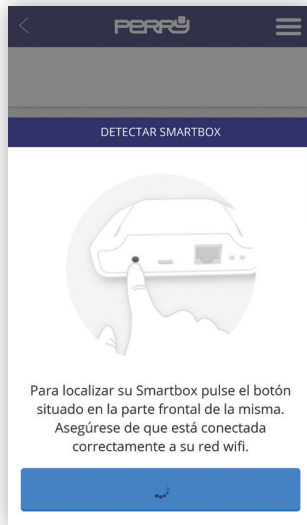 PERRY
DETECTAR SMARTBOX
Para localizar su Smartbox pulse el botón
situado en la parte frontal de la misma.
Asegúrese de que está conectada
correctamente a su red wifi.